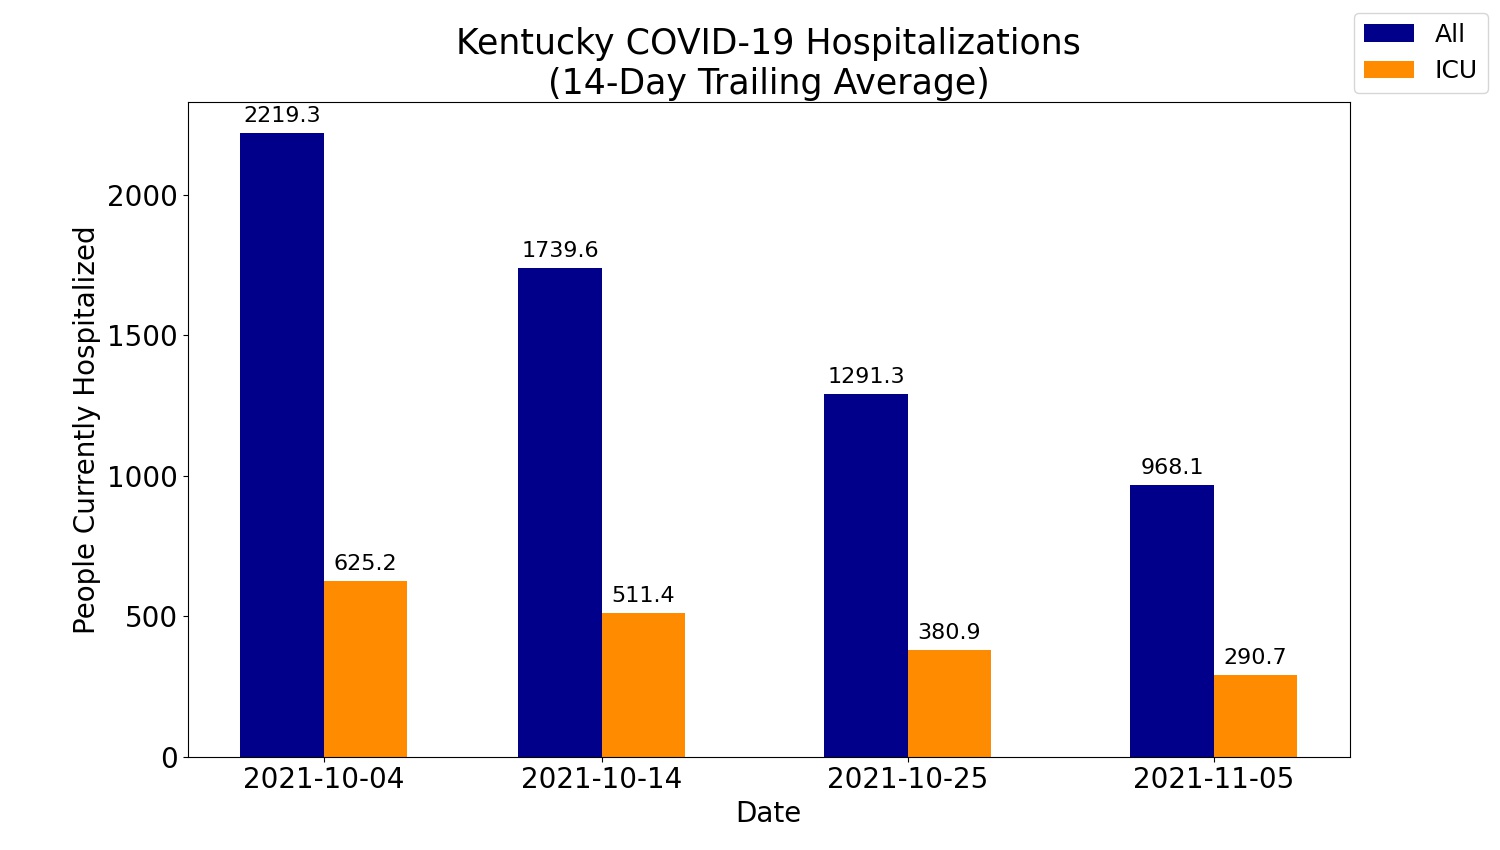 Kentucky COVID-19 Hospitalizations
(14-Day Trailing Average)
All
ICU
People Currently Hospitalized
2000
1500
1000
500
0
2219.3
625.2
1739.6
511.4
1291.3
380.9
968.1
290.7
2021-10-04
2021-10-14
2021-10-25
2021-11-05
Date